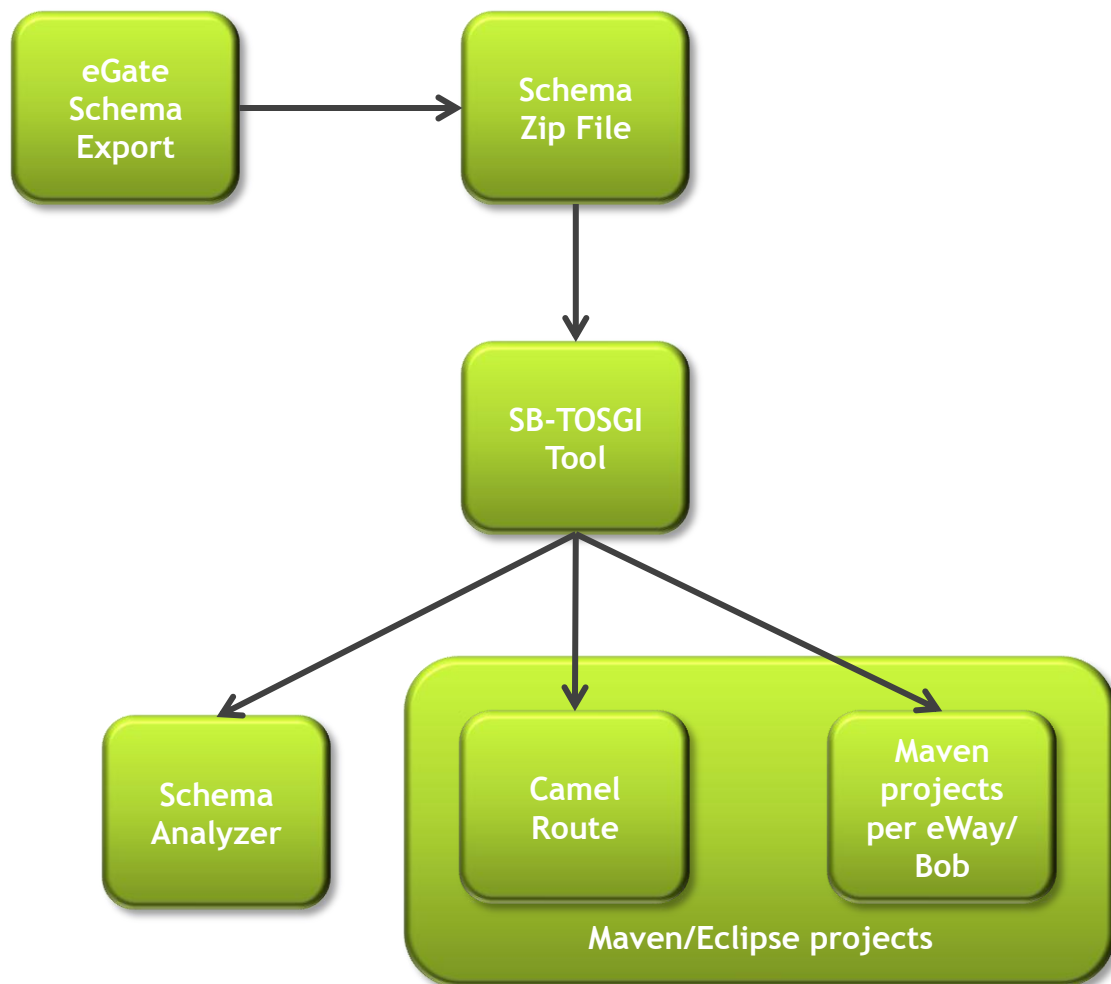 eGate
Schema
Export
Schema
Zip File
SB-TOSGI
Tool
Schema
Analyzer
Camel
Route
Maven
projects
per eWay/
Bob
Maven/Eclipse projects